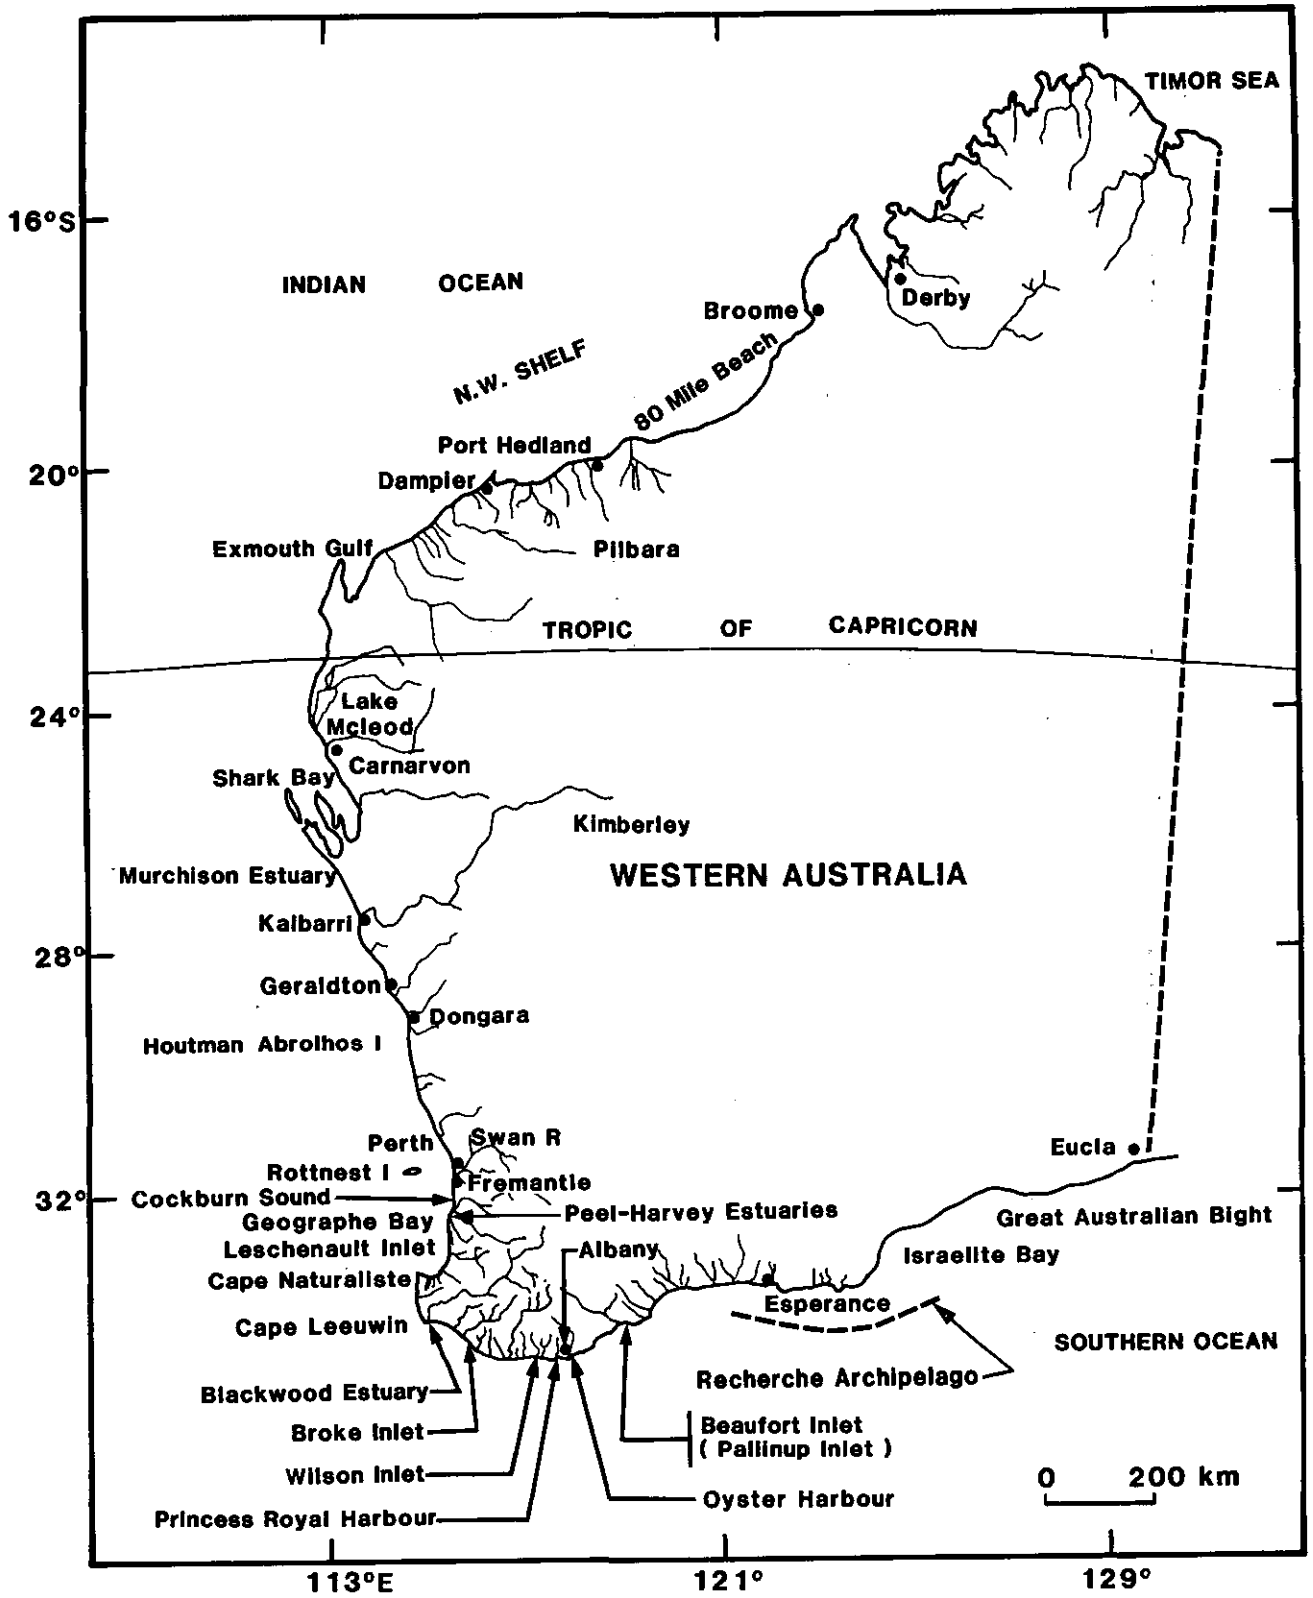 TIMOR SEA
16°S
INDIAN OCEAN
Derby
Broome
N.W. SHELF
80 Mile Beach
Port Hedland
20°
Dampier
Exmouth Gulf
Pilbara
TROPIC OF CAPRICORN
Lake
Mcleod
24°
Carnarvon
Shark Bay
Kimberley
WESTERN AUSTRALIA
Murchison Estuary
Kalbarri
28°
Geraldton
Dongara
Houtman Abrolhos I
Perth
Swan R
Eucla
Rottnest I
Fremantle
32°
Cockburn Sound
Geographe Bay
Peel-Harvey Estuaries
Great Australian Bight
Leschenault Inlet
Albany
Israelite Bay
Cape Naturaliste
Esperance
Cape Leeuwin
SOUTHERN OCEAN
Recherche Archipelago
Blackwood Estuary
Broke Inlet
Beaufort Inlet
( Pallinup Inlet )
Wilson Inlet
0 200 km
Oyster Harbour
Princess Royal Harbour
113°E
121°
129°